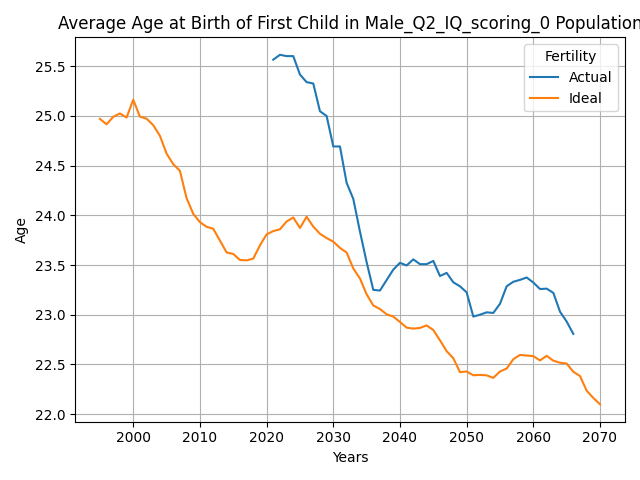 Average Age at Birth of First Child in Male_Q2_IQ_scoring_0 Population
Fertility
Actual
Ideal
25.5
25.0
24.5
24.0
23.5
23.0
22.5
22.0
Age
2000 2010 2020 2030 2040 2050 2060 2070
Years